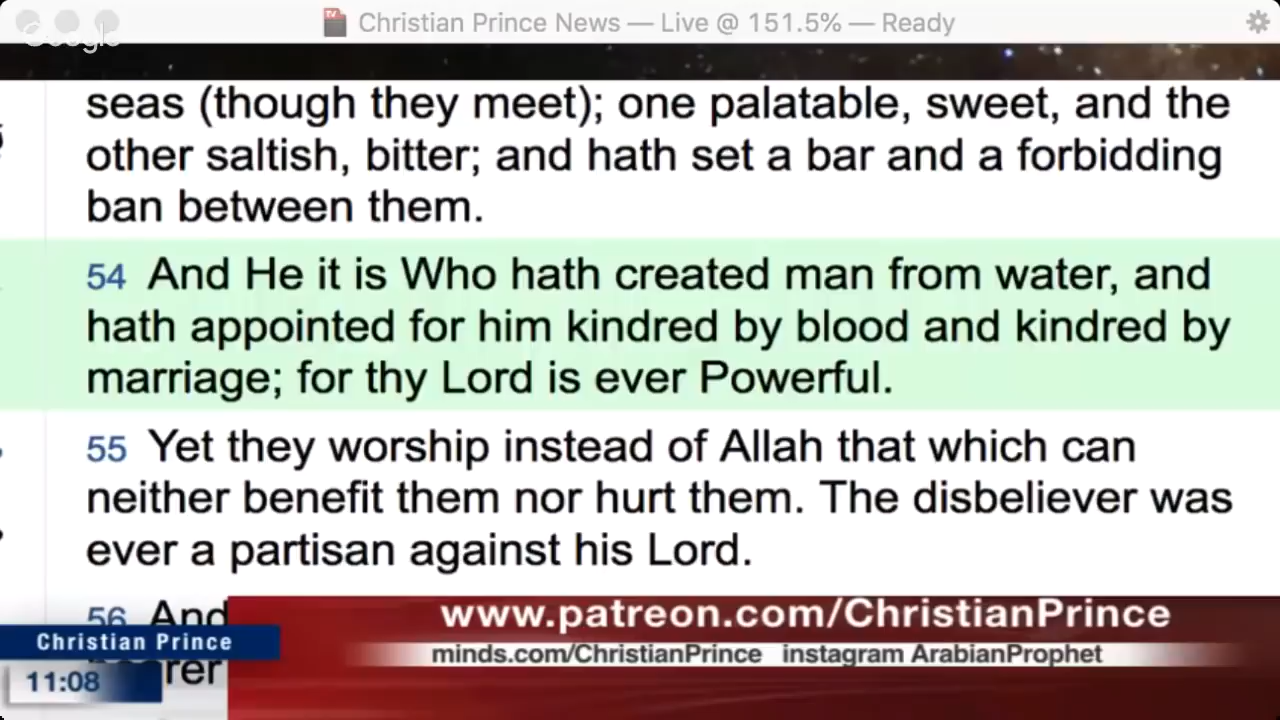 Christian Prince News — Live @ 151.5% — Ready
Google
seas (though they meet); one palatable, sweet, and the
other saltish, bitter; and hath set a bar and a forbidding
ban between them.
54 And He it is Who hath created man from water, and
hath appointed for him kindred by blood and kindred by
marriage; for thy Lord is ever Powerful.
55 Yet they worship instead of Allah that which can
neither benefit them nor hurt them. The disbeliever was
ever a partisan against his Lord.
56 And
www.patreon.com/ChristianPrince
Christian Prince
minds.com/ChristianPrince instagram ArabianProphet
11:08